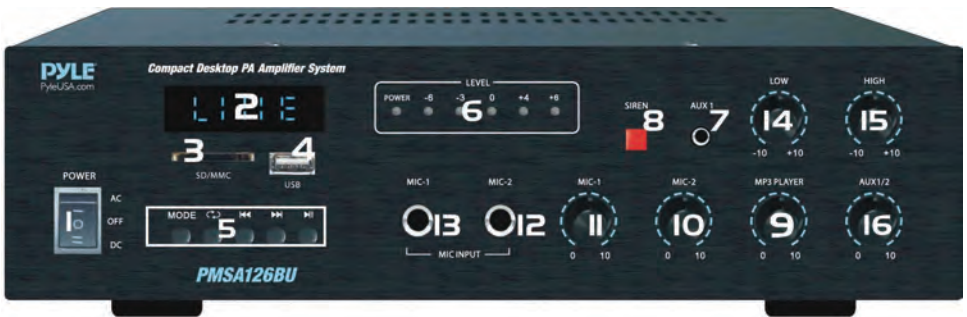 PYLE
PyleUSA.com
Compact Desktop PA Amplifier System
LINE
2
3
SD/MMC
4
USB
POWER
1
AC
OFF
DC
MODE
5
PMSA126BU
LEVEL
POWER -6 -3 0 +4 +6
6
SIREN
8
AUX 1
7
LOW
14
-10 +10
HIGH
15
-10 +10
MIC-1
13
MIC-2
12
MIC INPUT
MIC-1
11
0 10
MIC-2
10
0 10
MP3 PLAYER
9
0 10
AUX1/2
16
0 10